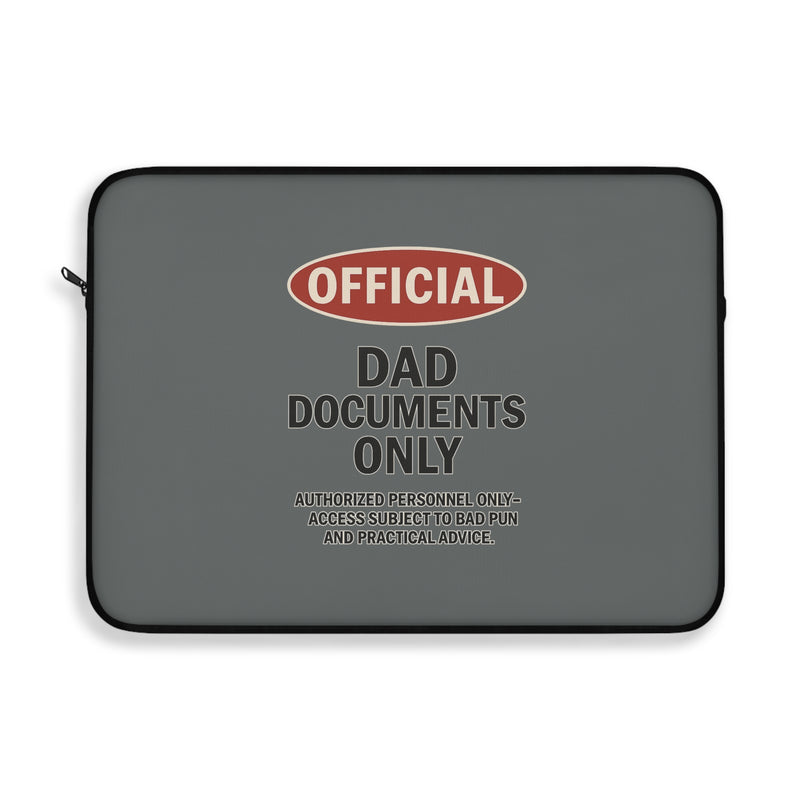 OFFICIAL
DAD
DOCUMENTS
ONLY
AUTHORIZED PERSONNEL ONLY–
ACCESS SUBJECT TO BAD PUN
AND PRACTICAL ADVICE.